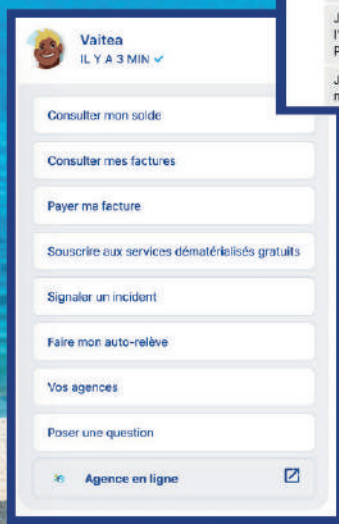 Vaitea
IL Y A 3 MIN
Consulter mon solde
Consulter mes factures
Payer ma facture
Souscrire aux services dématérialisés gratuits
Signaler un incident
Faire mon auto-relève
Vos agences
Poser une question
Agence en ligne